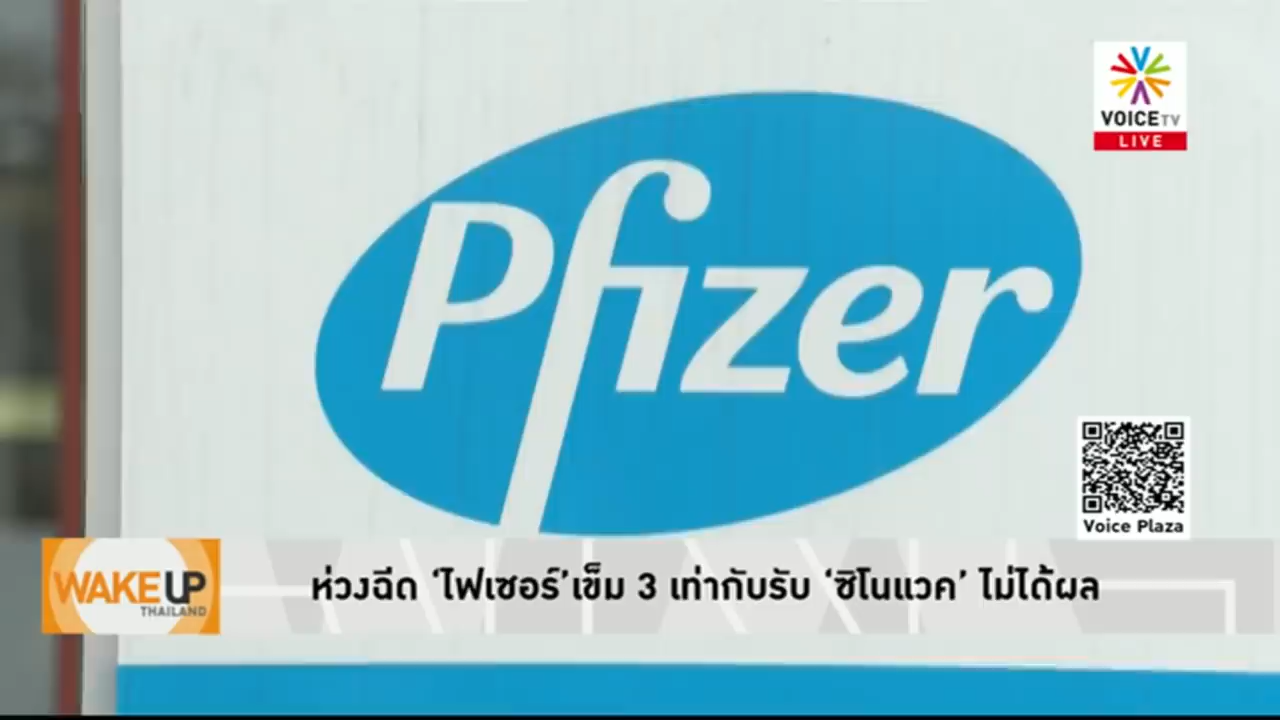 VOICE TV
LIVE
Pfizer
Voice Plaza
WAKE UP
THAILAND
ห่วงฉีด ‘ไฟเซอร์’ เข็ม 3 เท่ากับรับ ‘ซิโนแวค’ ไม่ได้ผล